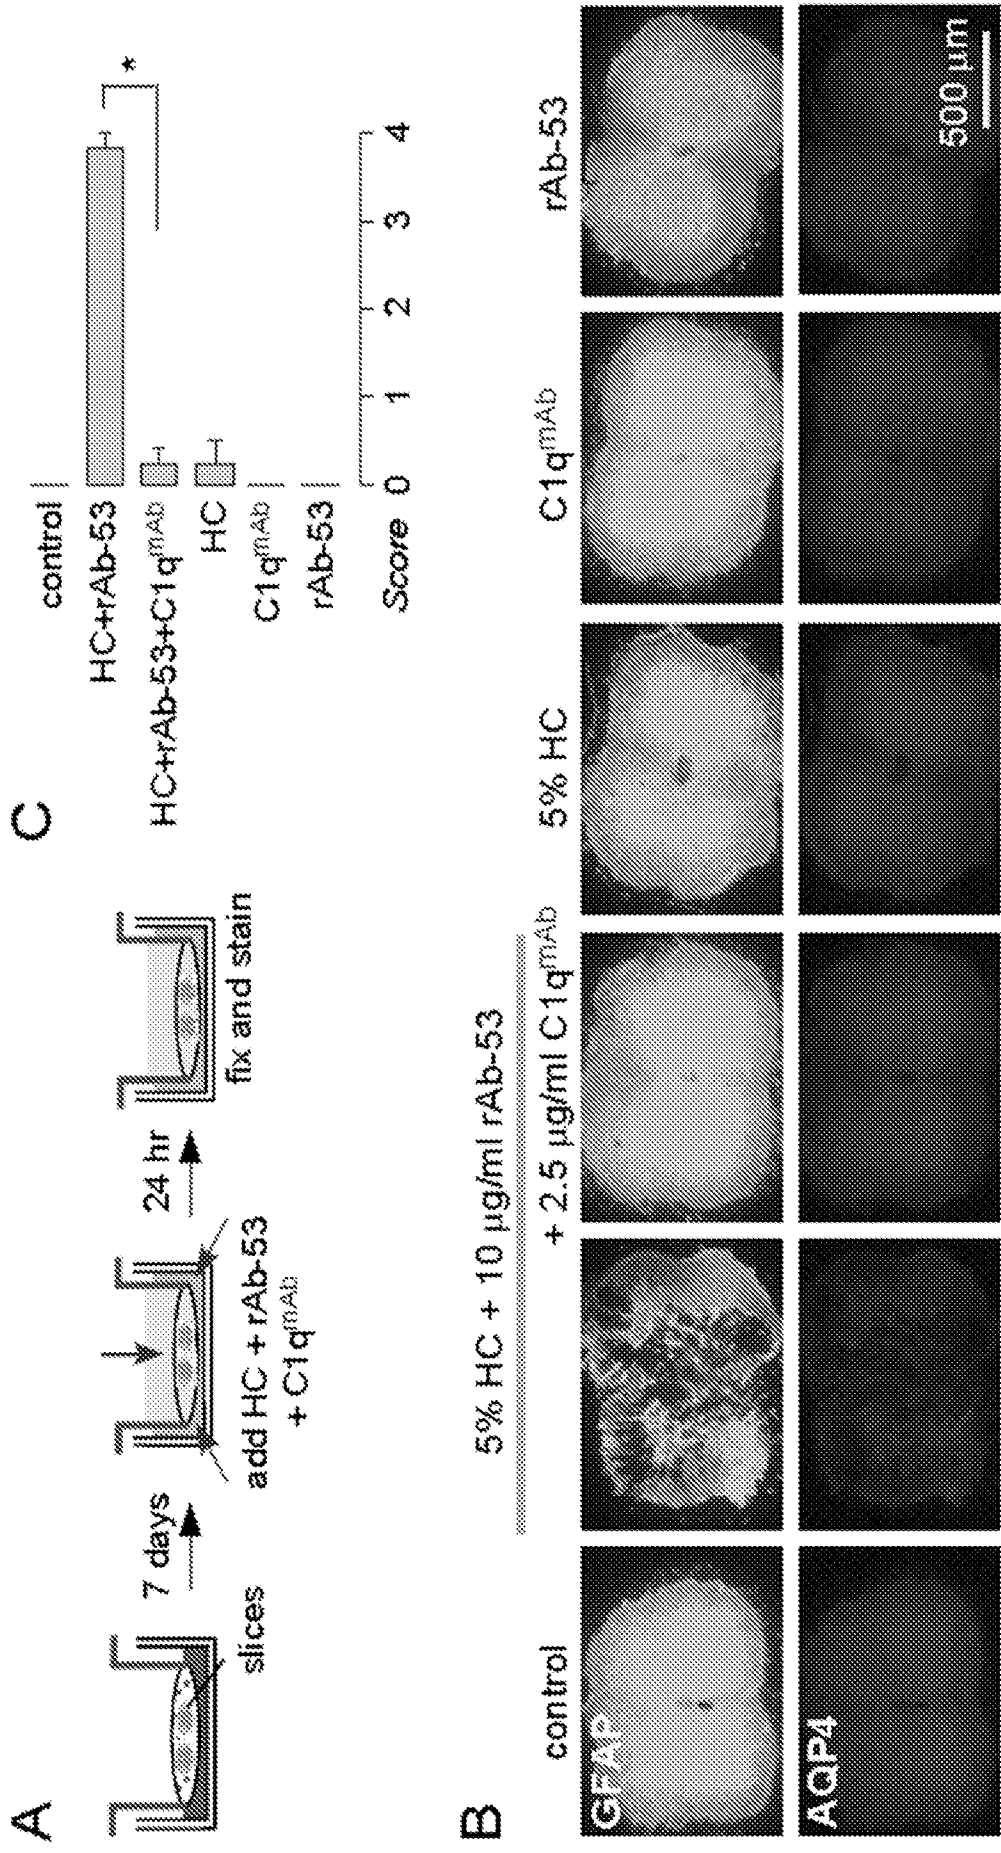 A
slices
7 days
add HC + rAb-53
+ C1q^mAb
24 hr
fix and stain
C
control
HC+rAb-53
HC+rAb-53+C1q^mAb
HC
C1q^mAb
rAb-53
Score
0 1 2 3 4
*
B
5% HC + 10 µg/ml rAb-53
control
+ 2.5 µg/ml C1q^mAb
5% HC
C1q^mAb
rAb-53
GFAP
AQP4
500 µm